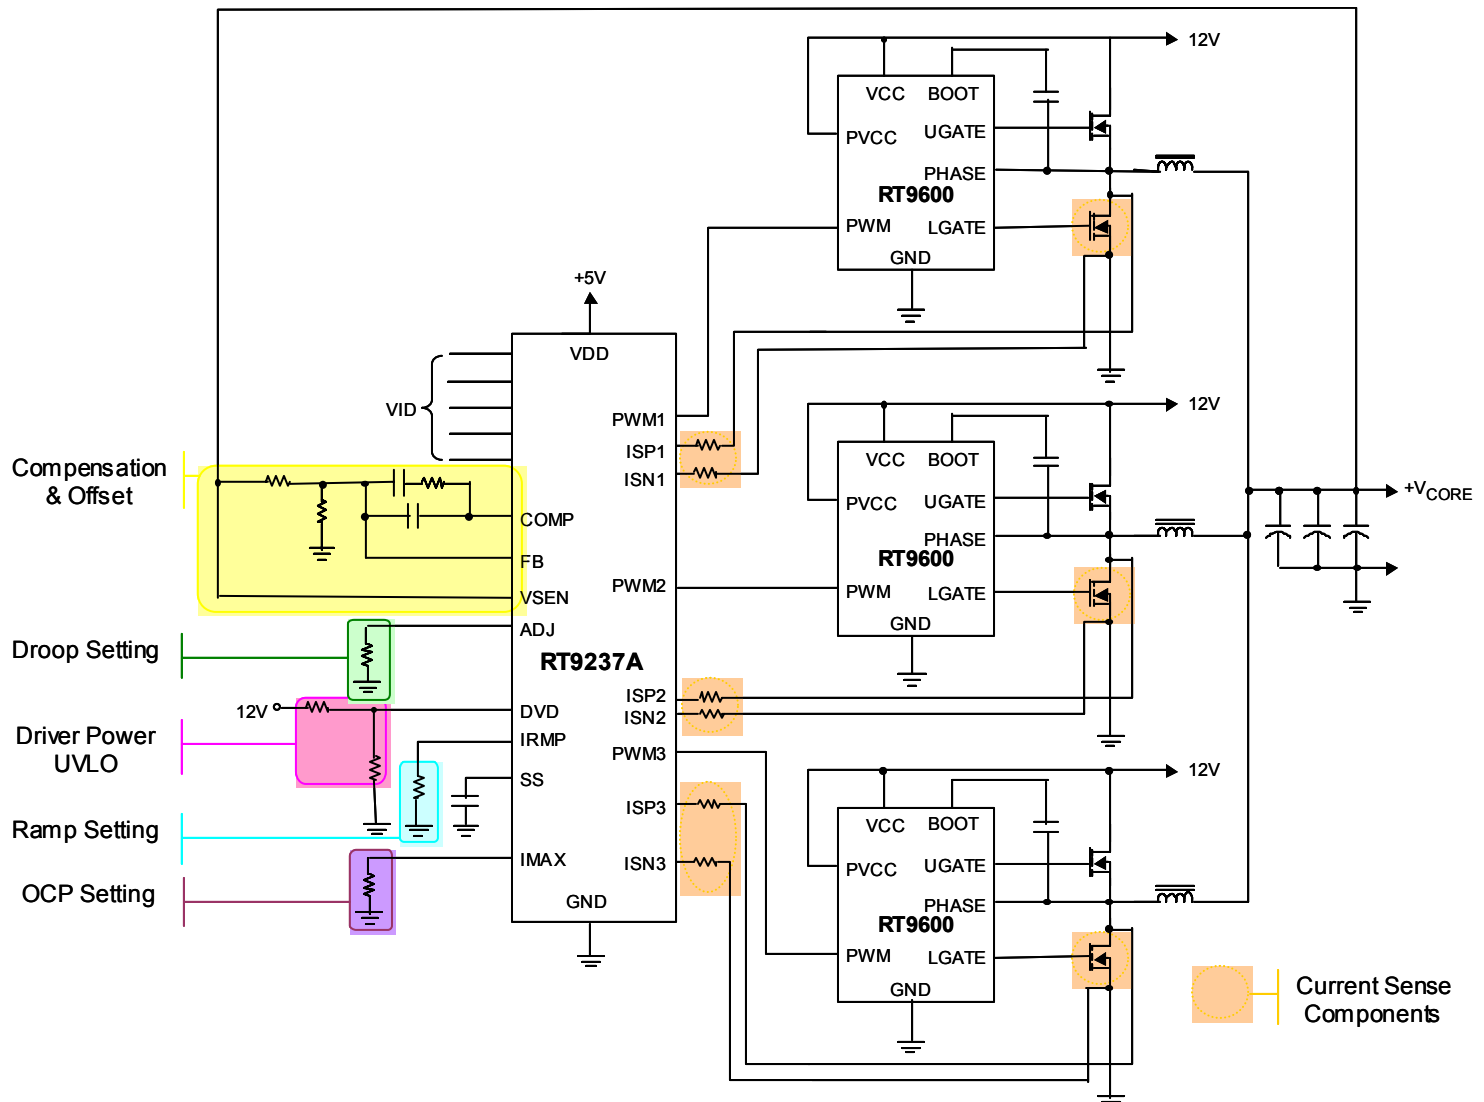 12V
VCC BOOT
UGATE
PVCC
PHASE
RT9600
PWM LGATE
GND
+5V
VDD
VID
PWM1
ISP1
ISN1
Compensation
& Offset
COMP
FB
VSEN
PWM2
ADJ
Droop Setting
RT9237A
ISP2
ISN2
12V
DVD
Driver Power
UVLO
IRMP
PWM3
SS
ISP3
Ramp Setting
IMAX
ISN3
OCP Setting
GND
12V
VCC BOOT
PVCC UGATE
PHASE
RT9600
PWM LGATE
GND
+VCORE
12V
VCC BOOT
PVCC UGATE
PHASE
RT9600
PWM LGATE
GND
Current Sense
Components